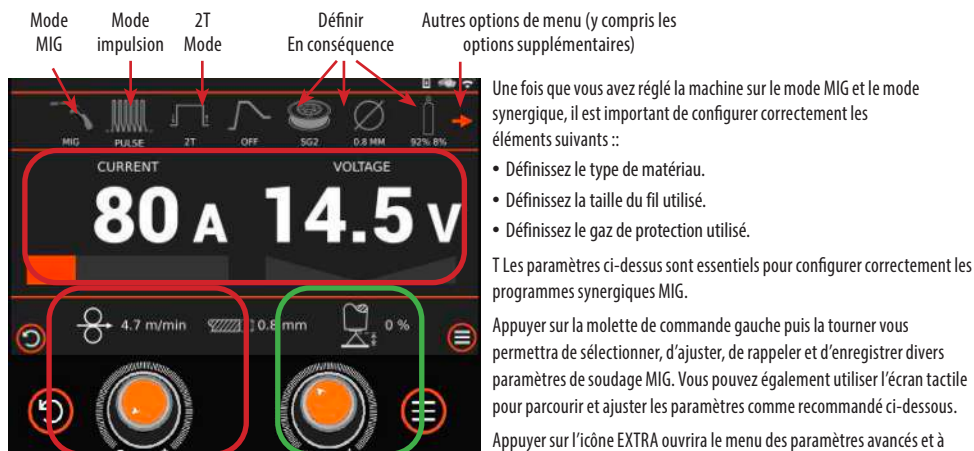 Mode
MIG
Mode
impulsion
2T
Mode
Définir
En conséquence
Autres options de menu (y compris les
options supplémentaires)
MIG
PULSE
2T
OFF
SG2
0.8 MM
92% 8%
CURRENT
VOLTAGE
80 A
14.5 V
4.7 m/min
0.8 mm
0 %
Une fois que vous avez réglé la machine sur le mode MIG et le mode
synergique, il est important de configurer correctement les
éléments suivants ::
• Définissez le type de matériau.
• Définissez la taille du fil utilisé.
• Définissez le gaz de protection utilisé.
T Les paramètres ci-dessus sont essentiels pour configurer correctement les
programmes synergiques MIG.
Appuyer sur la molette de commande gauche puis la tourner vous
permettra de sélectionner, d'ajuster, de rappeler et d'enregistrer divers
paramètres de soudage MIG. Vous pouvez également utiliser l'écran tactile
pour parcourir et ajuster les paramètres comme recommandé ci-dessous.
Appuyer sur l'icône EXTRA ouvrira le menu des paramètres avancés et à